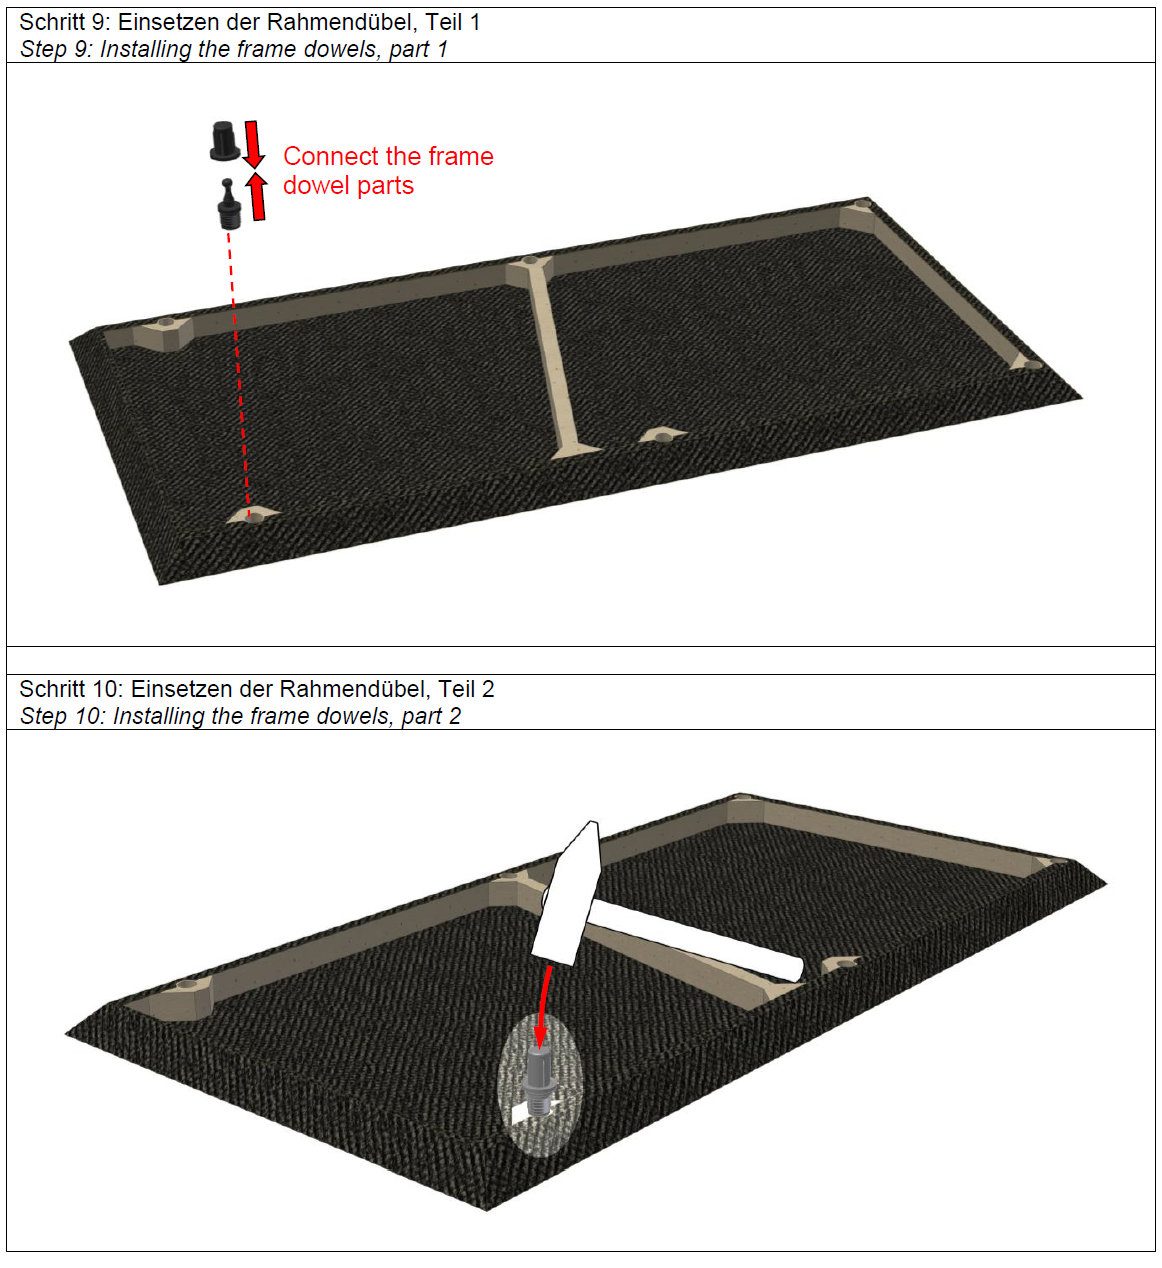 Schritt 9: Einsetzen der Rahmendübel, Teil 1
Step 9: Installing the frame dowels, part 1
Connect the frame
dowel parts
Schritt 10: Einsetzen der Rahmendübel, Teil 2
Step 10: Installing the frame dowels, part 2